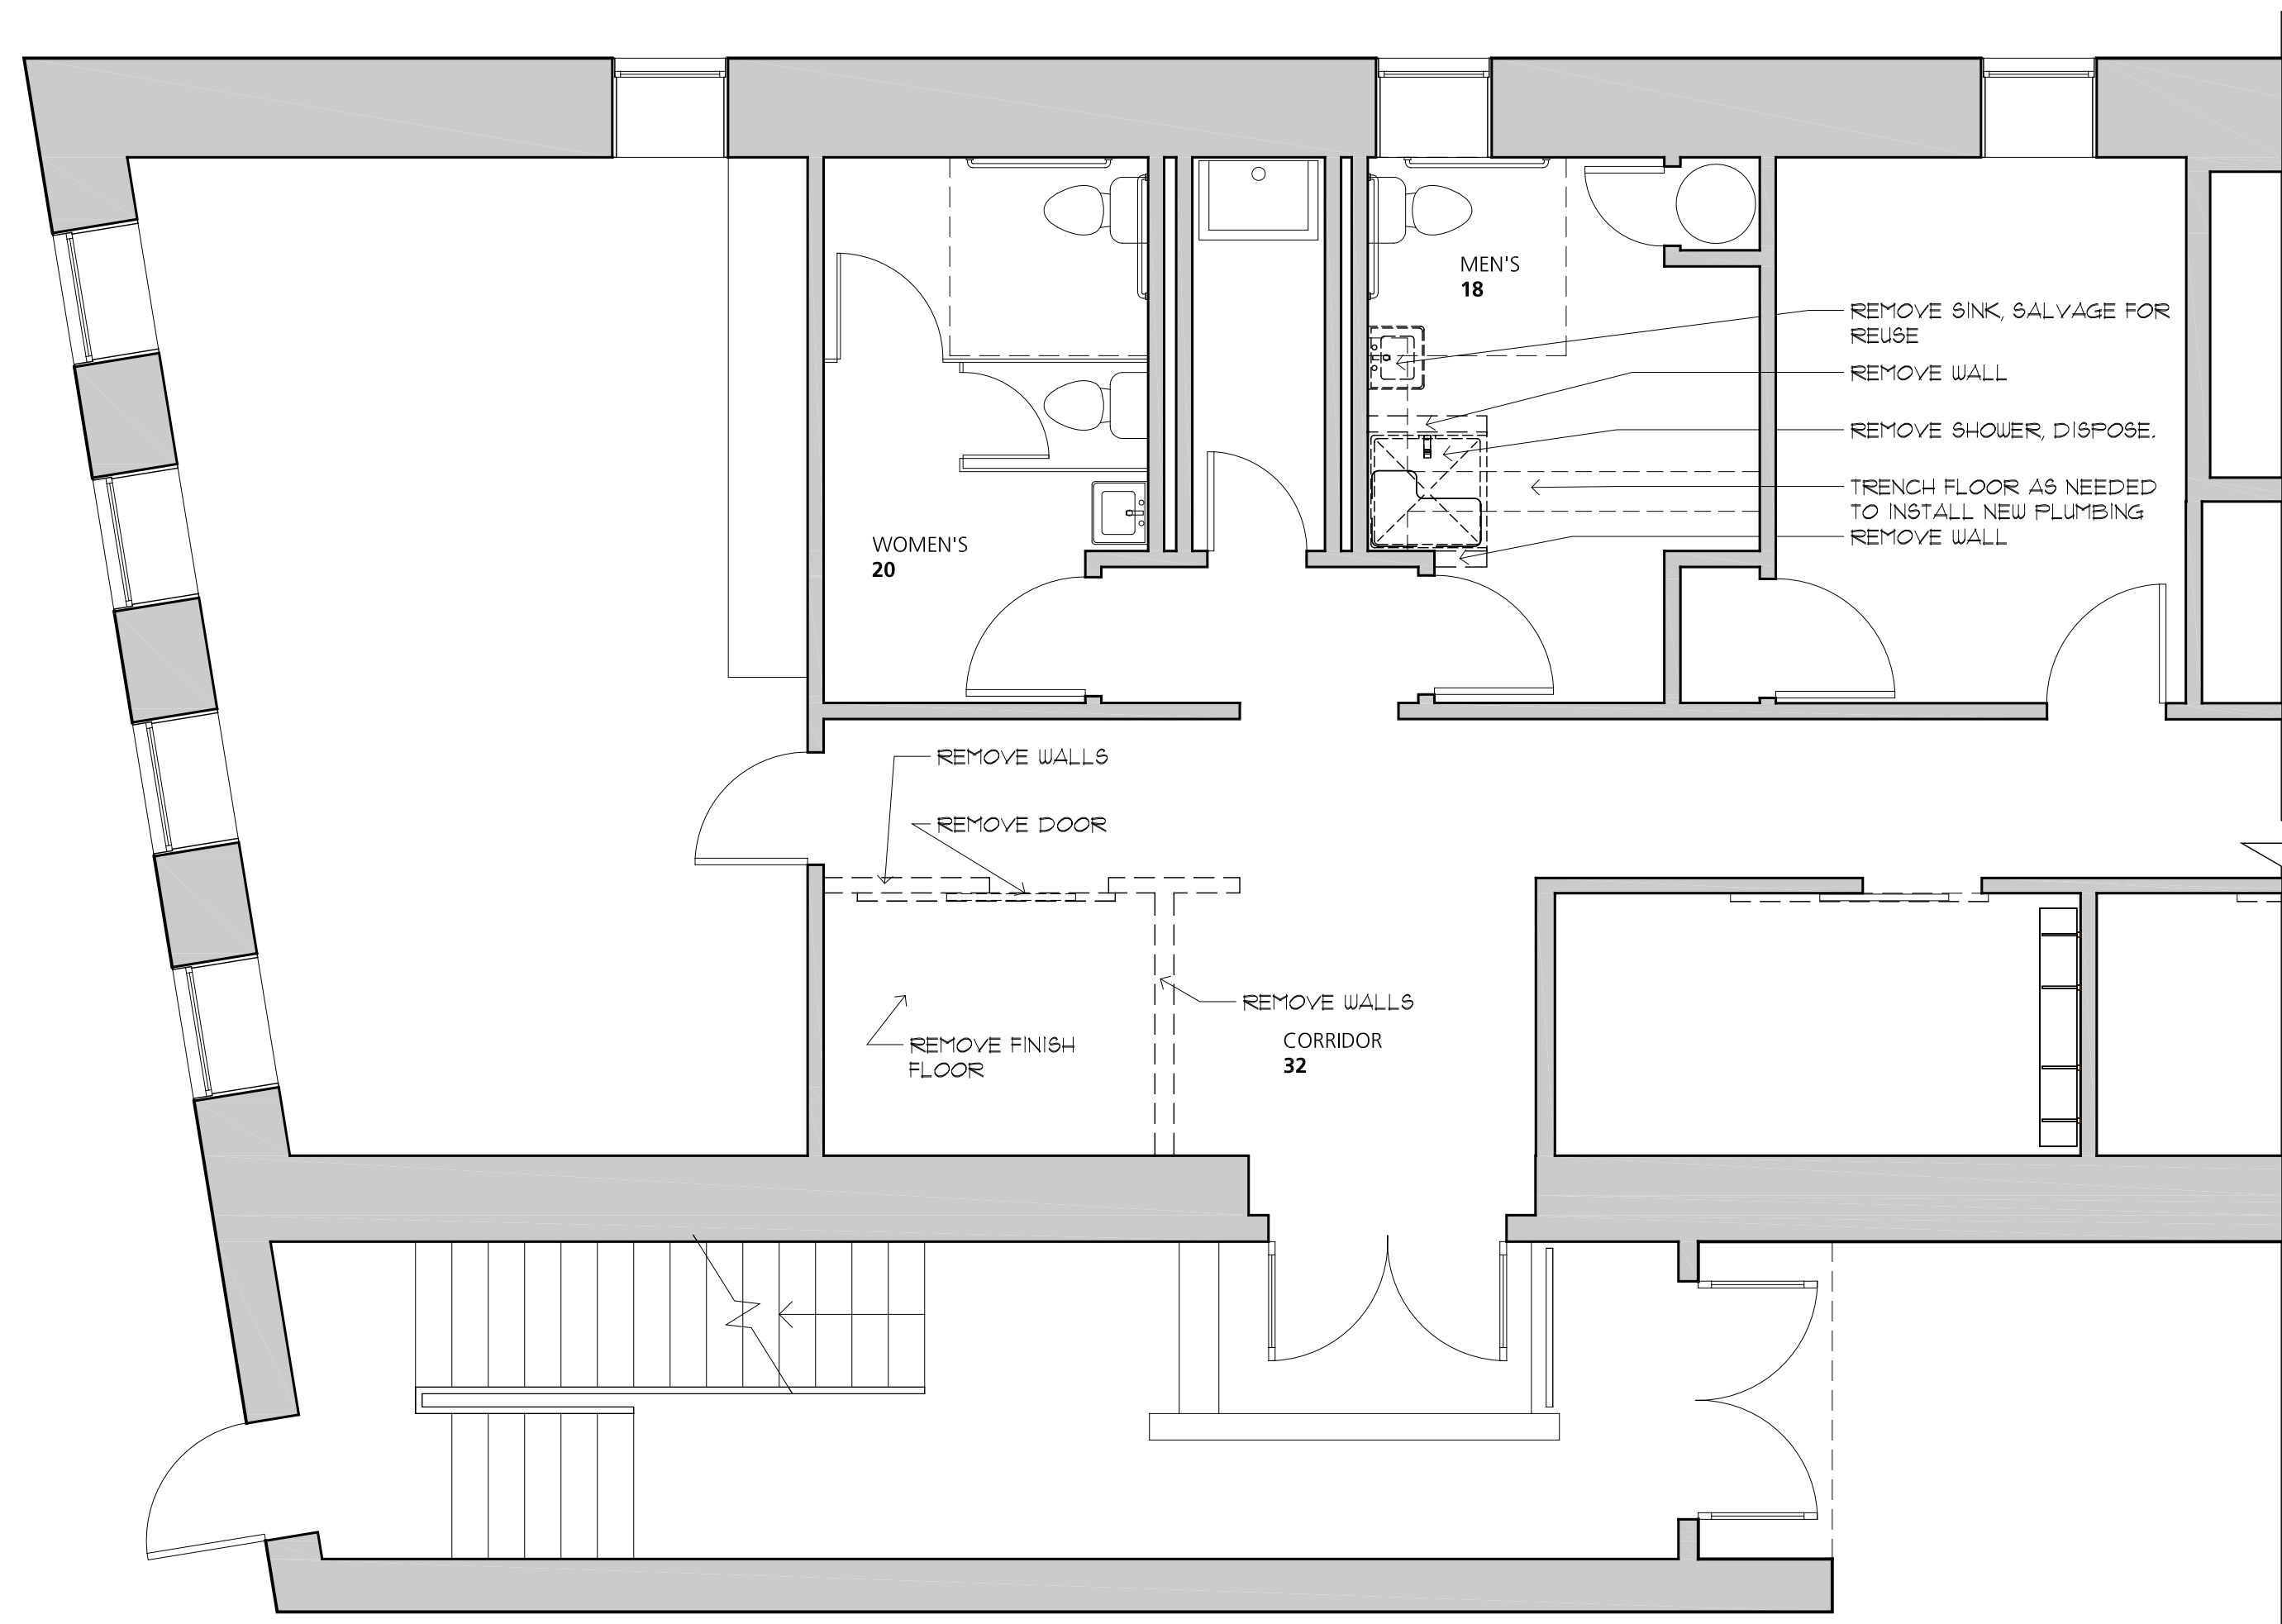 MEN'S
18
REMOVE SINK, SALVAGE FOR
REUSE
REMOVE WALL
REMOVE SHOWER, DISPOSE.
TRENCH FLOOR AS NEEDED
TO INSTALL NEW PLUMBING
REMOVE WALL
WOMEN'S
20
REMOVE WALLS
REMOVE DOOR
REMOVE WALLS
CORRIDOR
32
REMOVE FINISH
FLOOR